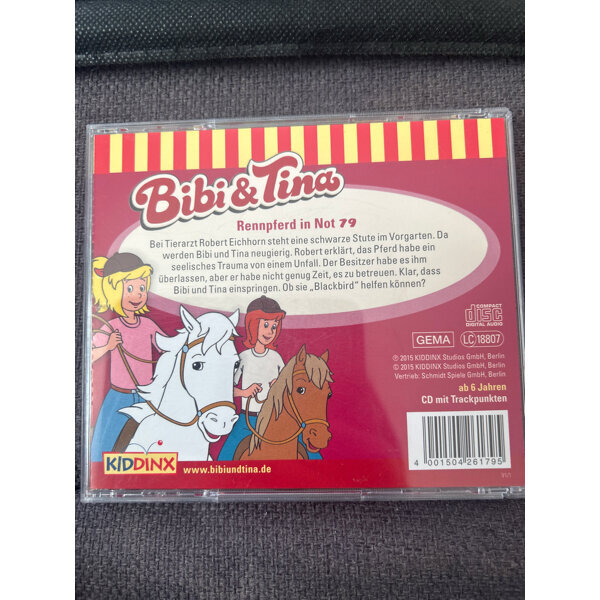 Bibi & Tina
Rennpferd in Not 79
Bei Tierarzt Robert Eichhorn steht eine schwarze Stute im Vorgarten. Da
werden Bibi und Tina neugierig. Robert erklärt, das Pferd habe ein
seelisches Trauma von einem Unfall. Der Besitzer habe es ihm
überlassen, aber er habe nicht genug Zeit, es zu betreuen. Klar, dass
Bibi und Tina einspringen. Ob sie „Blackbird“ helfen können?
COMPACT
disc
DIGITAL AUDIO
GEMA
LC 18807
℗ 2015 KIDDINX Studios GmbH, Berlin
© 2015 KIDDINX Studios GmbH, Berlin
Vertrieb: Schmidt Spiele GmbH, Berlin
ab 6 Jahren
CD mit Trackpunkten
KIDDINX
www.bibiundtina.de
4 001504 261795